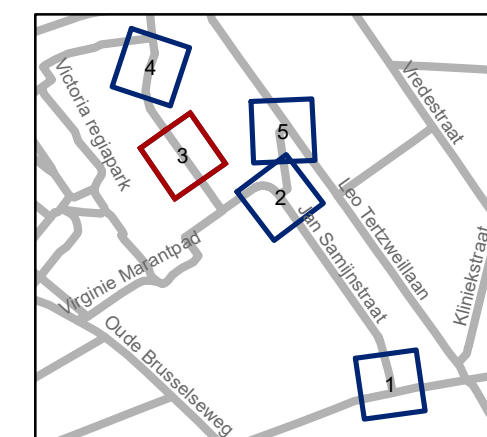 4
Victoria regiapark
Vredestraat
5
3
2
Leo Tertzweillaan
Jan Samijnstraat
Kliniekstraat
Virginie Marantpad
Oude Brusselseweg
1